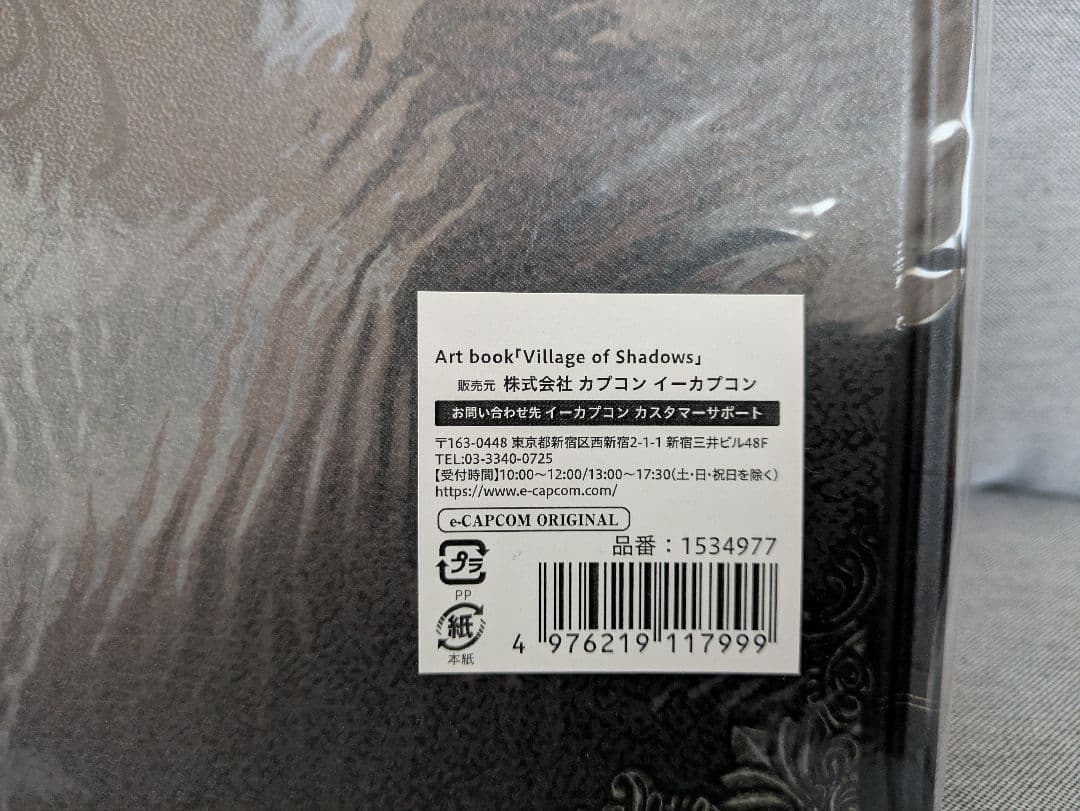 Art book「Village of Shadows」
販売元 株式会社 カプコン イーカプコン
お問い合わせ先 イーカプコン カスタマーサポート
〒163-0448 東京都新宿区西新宿2-1-1 新宿三井ビル48F
TEL:03-3340-0725
【受付時間】10:00～12:00/13:00～17:30(土・日・祝日を除く)
https://www.e-capcom.com/
e-CAPCOM ORIGINAL
品番：1534977
プラ
PP
紙
本紙
4 976219 117999